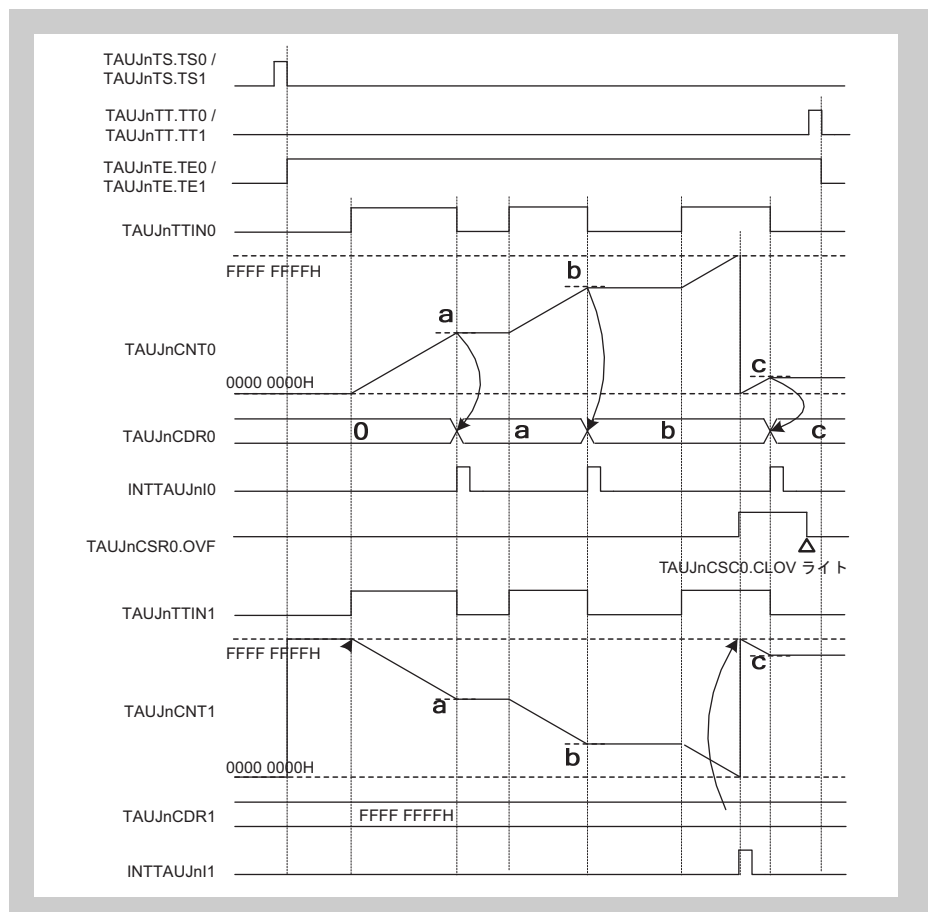 TAUJnTS.TS0 /
TAUJnTS.TS1
TAUJnTT.TT0 /
TAUJnTT.TT1
TAUJnTE.TE0 /
TAUJnTE.TE1
TAUJnTTIN0
FFFF FFFFH
b
a
TAUJnCNT0
c
0000 0000H
TAUJnCDR0
0
a
b
c
INTTAUJnI0
TAUJnCSR0.OVF
TAUJnCSC0.CLOV ライト
TAUJnTTIN1
FFFF FFFFH
c
TAUJnCNT1
a
b
0000 0000H
TAUJnCDR1
FFFF FFFFH
INTTAUJnI1